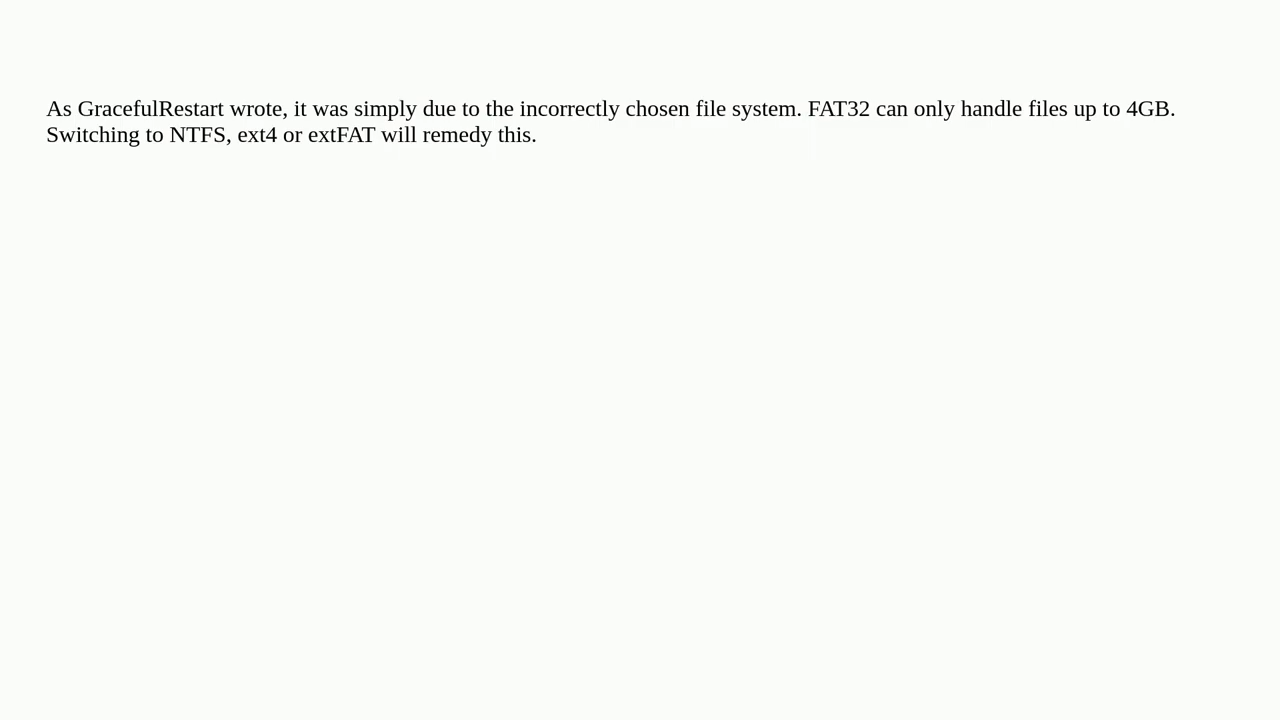 As GracefulRestart wrote, it was simply due to the incorrectly chosen file system. FAT32 can only handle files up to 4GB.
Switching to NTFS, ext4 or extFAT will remedy this.